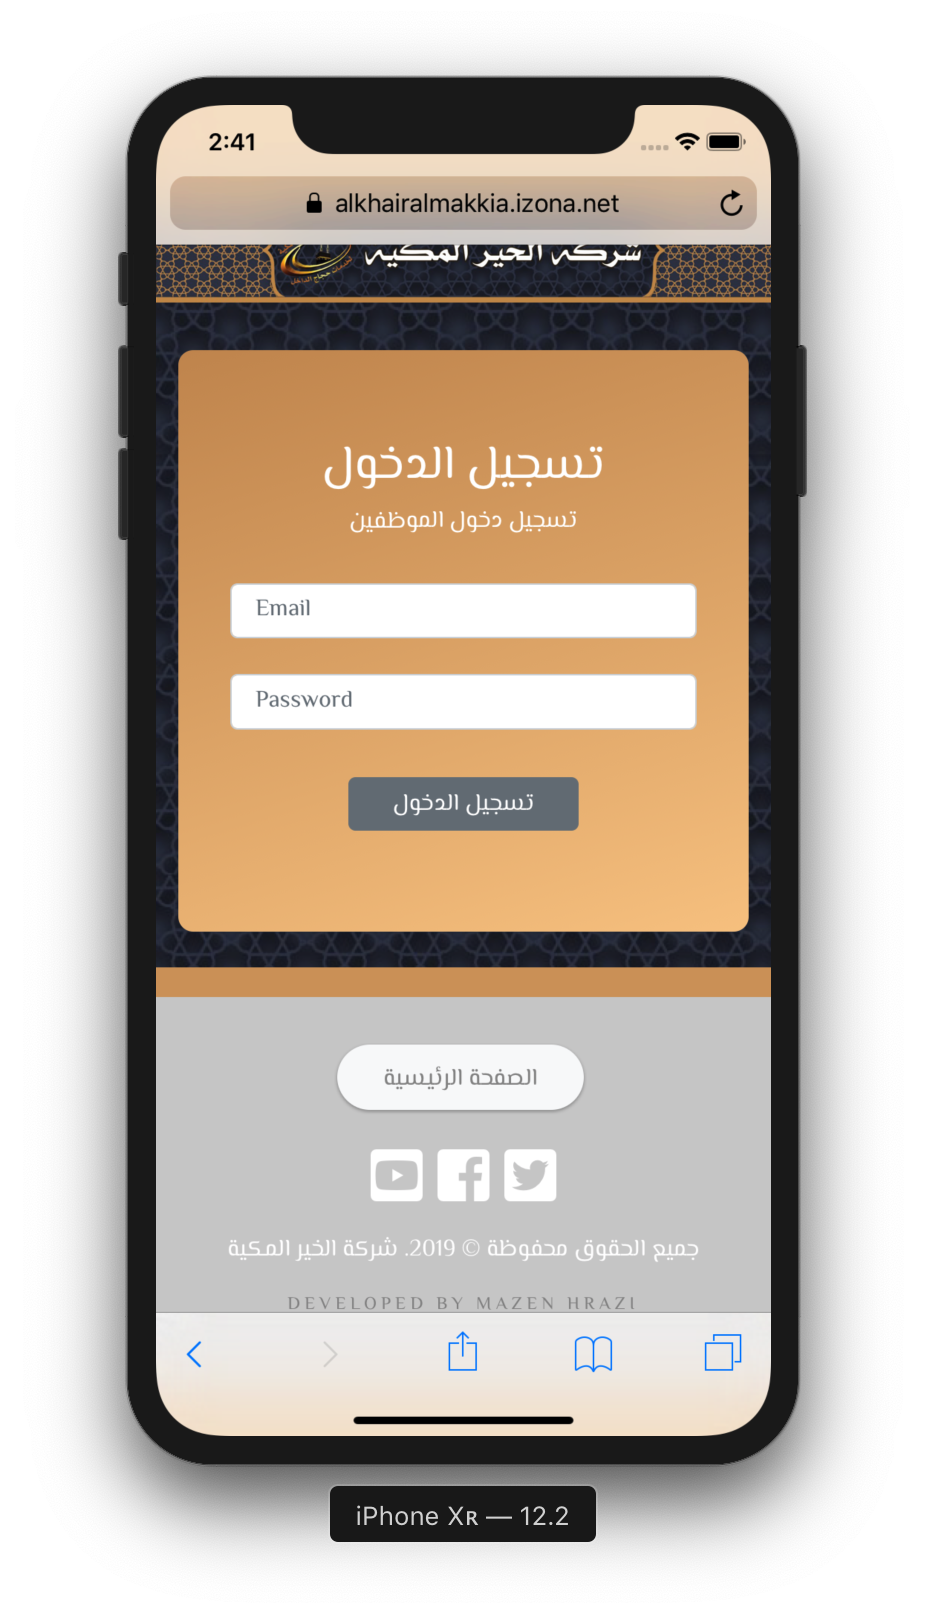 2:41
alkhairalmakkia.izona.net
شركة الخير المكية
تسجيل الدخول
تسجيل دخول الموظفين
Email
Password
تسجيل الدخول
الصفحة الرئيسية
جميع الحقوق محفوظة © 2019. شركة الخير المكية
DEVELOPED BY MAZEN HRAZI
iPhone Xʀ — 12.2